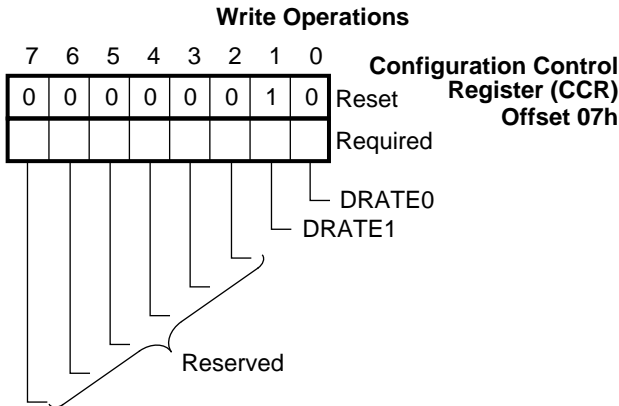 Write Operations
7 6 5 4 3 2 1 0
Configuration Control
Register (CCR)
Offset 07h
0 0 0 0 0 0 1 0 Reset
Required
DRATE0
DRATE1
Reserved